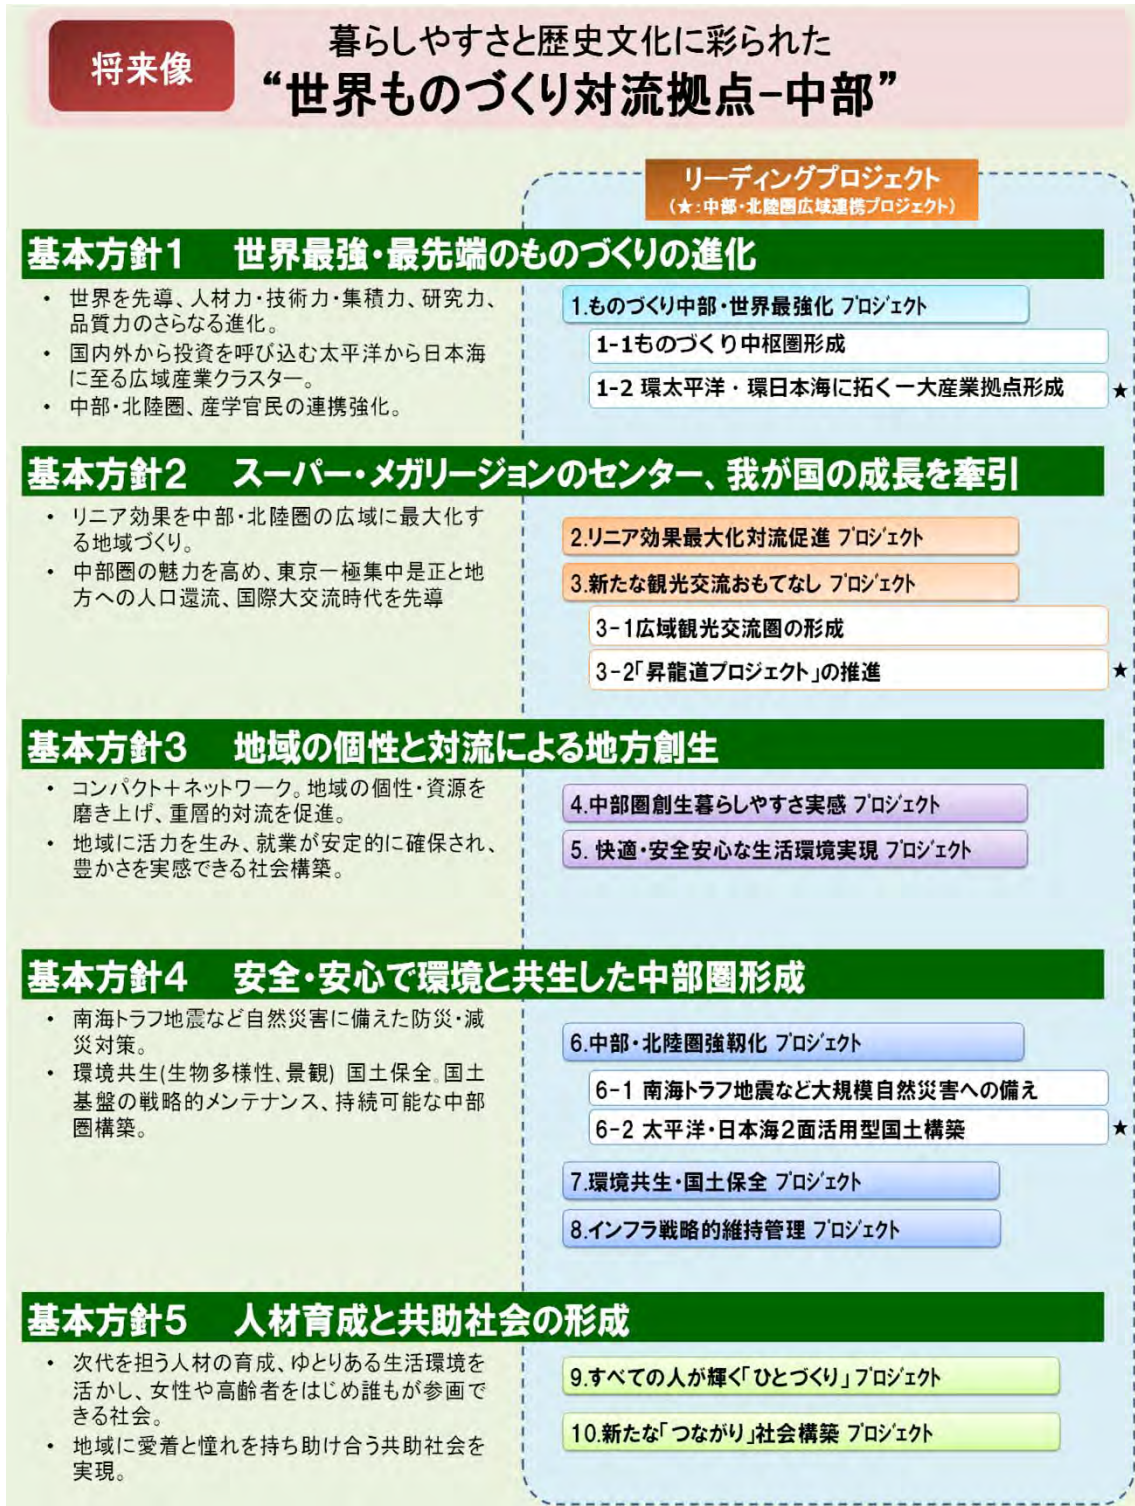 将来像
暮らしやすさと歴史文化に彩られた
“世界ものづくり対流拠点−中部”
リーディングプロジェクト
(★:中部・北陸圏広域連携プロジェクト)
基本方針1 世界最強・最先端のものづくりの進化
• 世界を先導、人材力・技術力・集積力、研究力、
品質力のさらなる進化。
• 国内外から投資を呼び込む太平洋から日本海
に至る広域産業クラスター。
• 中部・北陸圏、産学官民の連携強化。
1.ものづくり中部・世界最強化 プロジェクト
1-1ものづくり中枢圏形成
1-2 環太平洋・環日本海に拓く一大産業拠点形成 ★
基本方針2 スーパー・メガリージョンのセンター、我が国の成長を牽引
• リニア効果を中部・北陸圏の広域に最大化す
る地域づくり。
• 中部圏の魅力を高め、東京一極集中是正と地
方への人口還流、国際大交流時代を先導
2.リニア効果最大化対流促進 プロジェクト
3.新たな観光交流おもてなし プロジェクト
3-1広域観光交流圏の形成
3-2「昇龍道プロジェクト」の推進 ★
基本方針3 地域の個性と対流による地方創生
• コンパクト+ネットワーク。地域の個性・資源を
磨き上げ、重層的対流を促進。
• 地域に活力を生み、就業が安定的に確保され、
豊かさを実感できる社会構築。
4.中部圏創生暮らしやすさ実感 プロジェクト
5. 快適・安全安心な生活環境実現 プロジェクト
基本方針4 安全・安心で環境と共生した中部圏形成
• 南海トラフ地震など自然災害に備えた防災・減
災対策。
• 環境共生(生物多様性、景観) 国土保全。国土
基盤の戦略的メンテナンス、持続可能な中部
圏構築。
6.中部・北陸圏強靱化 プロジェクト
6-1 南海トラフ地震など大規模自然災害への備え
6-2 太平洋・日本海2面活用型国土構築 ★
7.環境共生・国土保全 プロジェクト
8.インフラ戦略的維持管理 プロジェクト
基本方針5 人材育成と共助社会の形成
• 次代を担う人材の育成、ゆとりある生活環境を
活かし、女性や高齢者をはじめ誰もが参画で
きる社会。
• 地域に愛着と憧れを持ち助け合う共助社会を
実現。
9.すべての人が輝く「ひとづくり」プロジェクト
10.新たな「つながり」社会構築 プロジェクト